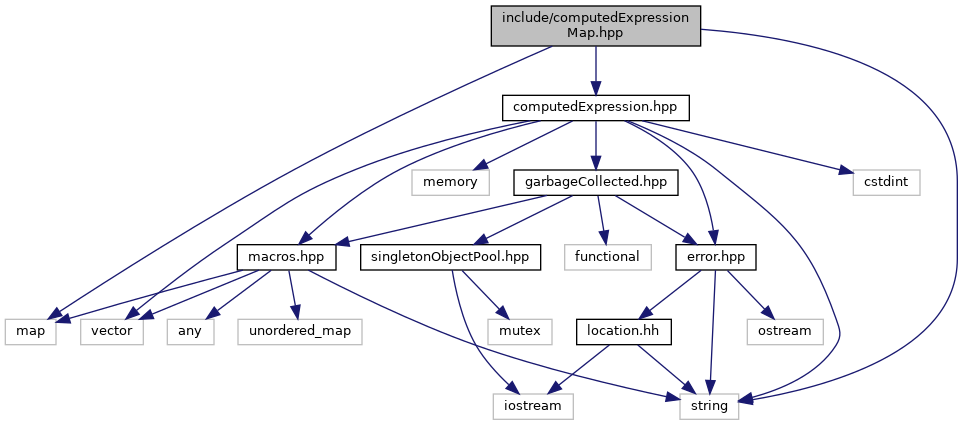 include/computedExpression
Map.hpp
computedExpression.hpp
memory
garbageCollected.hpp
cstdint
macros.hpp
singletonObjectPool.hpp
functional
error.hpp
map
vector
any
unordered_map
mutex
location.hh
ostream
iostream
string